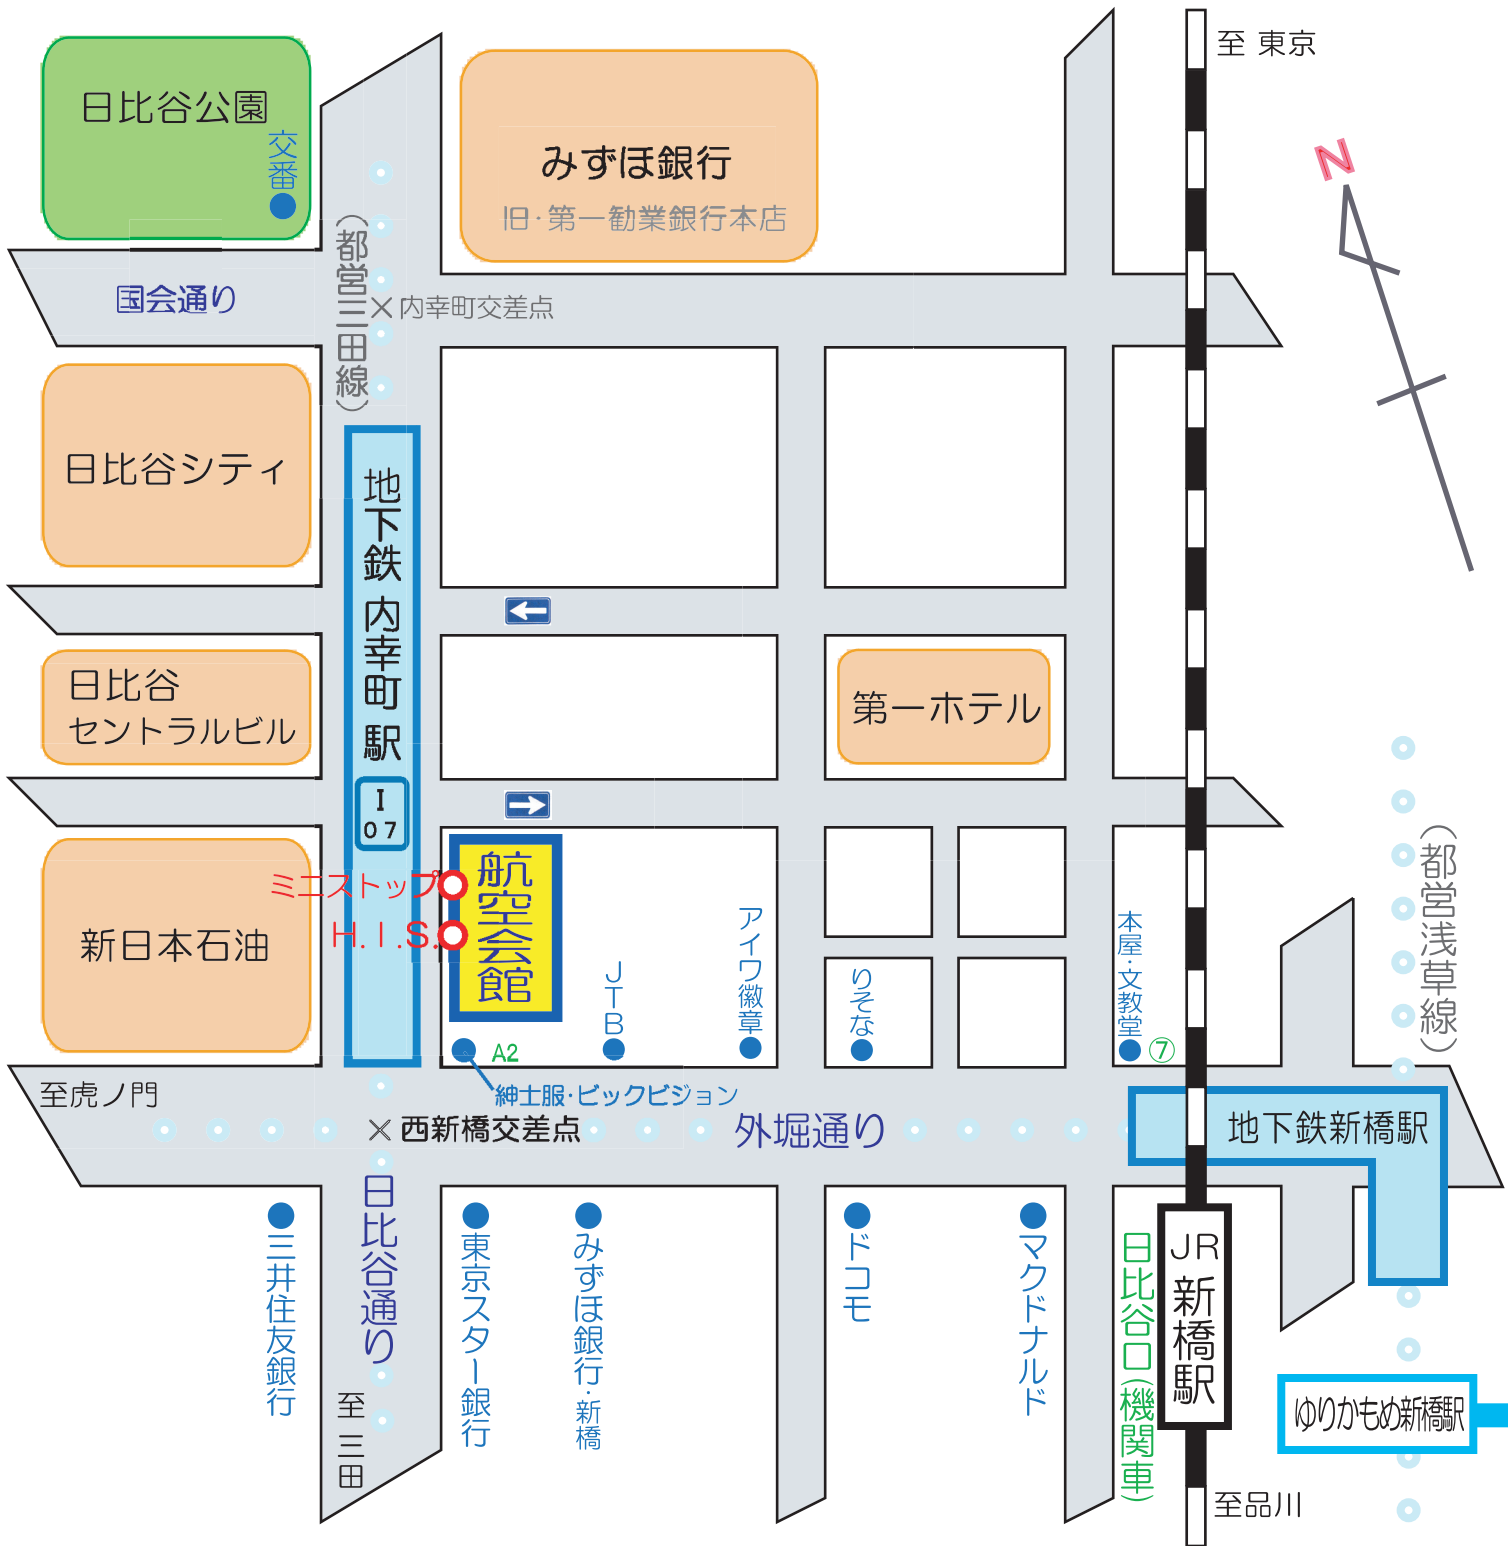 至 東京
日比谷公園
交番
みずほ銀行
旧・第一勧業銀行本店
N
(都営三田線)
国会通り
×内幸町交差点
日比谷シティ
地下鉄 内幸町 駅
I
07
日比谷
セントラルビル
第一ホテル
新日本石油
ミニストップ
H.I.S.
航空会館
JTB
アイワ徽章
りそな
本屋・文教堂
⑦
(都営浅草線)
A2
紳士服・ビックビジョン
至虎ノ門
×西新橋交差点
外堀通り
地下鉄新橋駅
三井住友銀行
日比谷通り
東京スター銀行
みずほ銀行・新橋
ドコモ
マクドナルド
日比谷口(機関車)
JR
新橋駅
至 三田
ゆりかもめ新橋駅
至品川